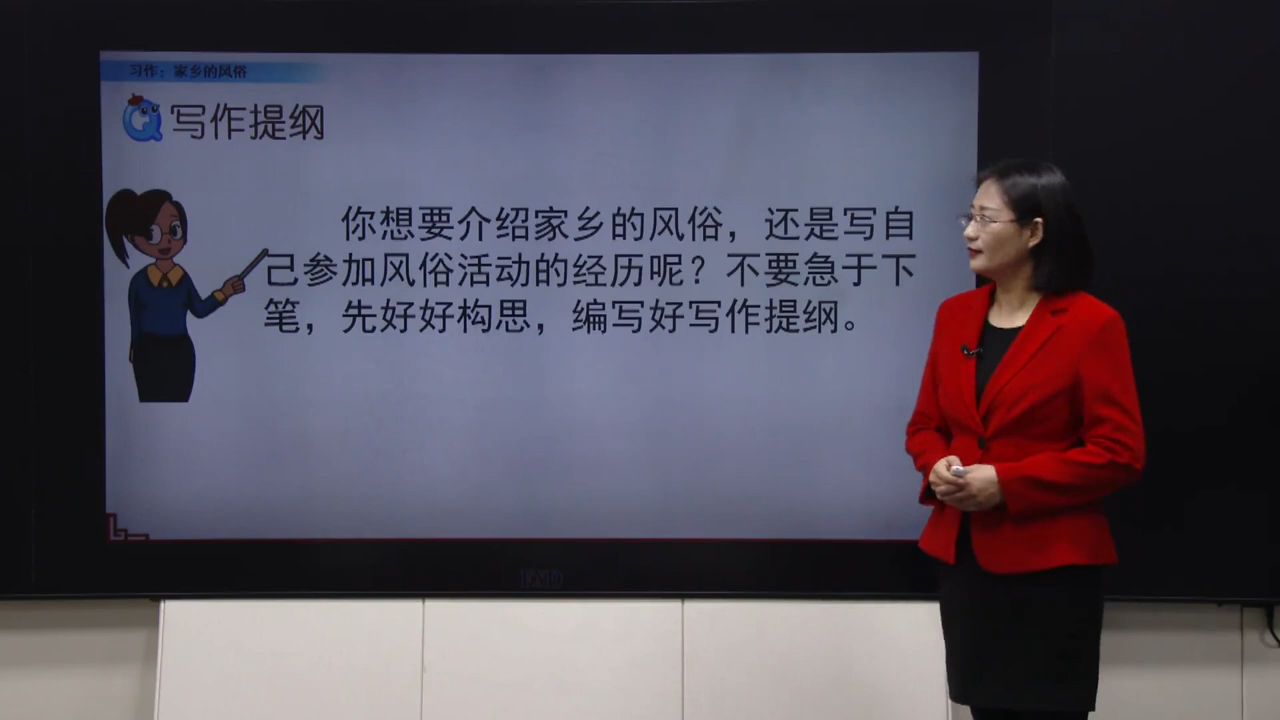 习作：家乡的风俗
写作提纲
你想要介绍家乡的风俗，还是写自
己参加风俗活动的经历呢？不要急于下
笔，先好好构思，编写好写作提纲。